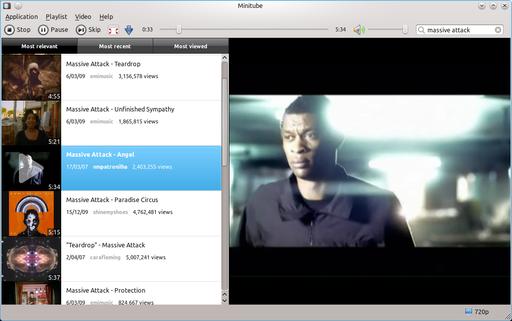 Minitube
Application Playlist Video Help
Stop Pause Skip 0:33 5:34 massive attack
Most relevant Most recent Most viewed
Massive Attack - Teardrop
6/03/09 emimusic 3,156,578 views
4:55
Massive Attack - Unfinished Sympathy
6/03/09 emimusic 1,865,815 views
5:21
Massive Attack - Angel
17/03/07 nmpatronilho 2,403,255 views
5:34
Massive Attack - Paradise Circus
15/12/09 shinemyshoes 4,762,481 views
5:15
"Teardrop" - Massive Attack
2/04/07 carafleming 5,007,241 views
5:37
Massive Attack - Protection
6/03/09 emimusic 824,667 views
720p